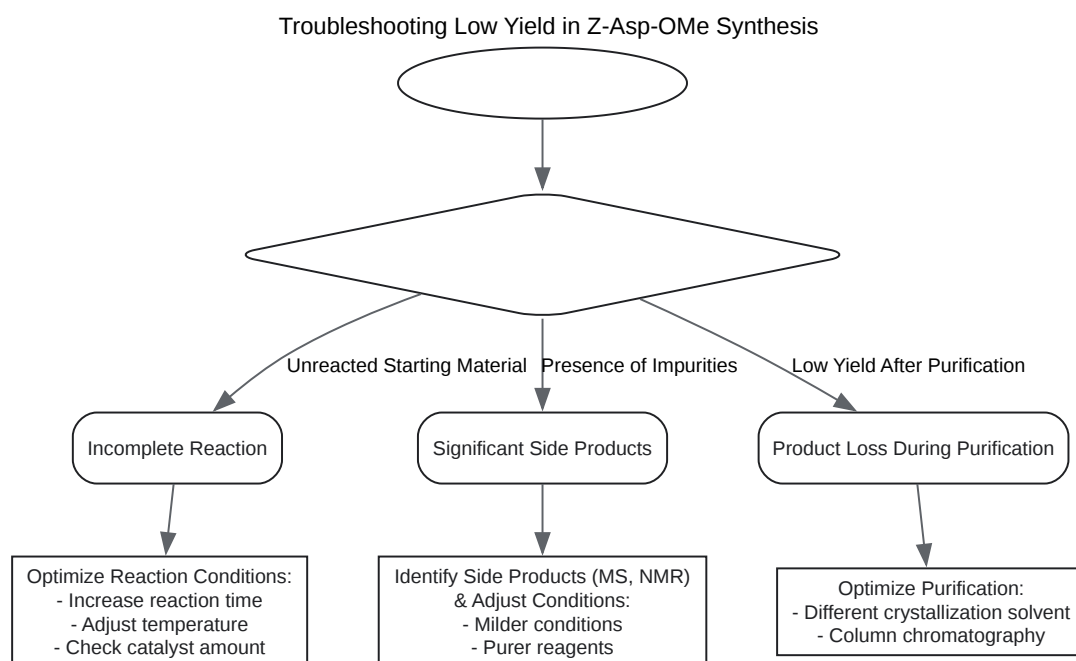 Troubleshooting Low Yield in Z-Asp-OMe Synthesis
Unreacted Starting Material
Presence of Impurities
Low Yield After Purification
Incomplete Reaction
Significant Side Products
Product Loss During Purification
Optimize Reaction Conditions:
- Increase reaction time
- Adjust temperature
- Check catalyst amount
Identify Side Products (MS, NMR)
& Adjust Conditions:
- Milder conditions
- Purer reagents
Optimize Purification:
- Different crystallization solvent
- Column chromatography